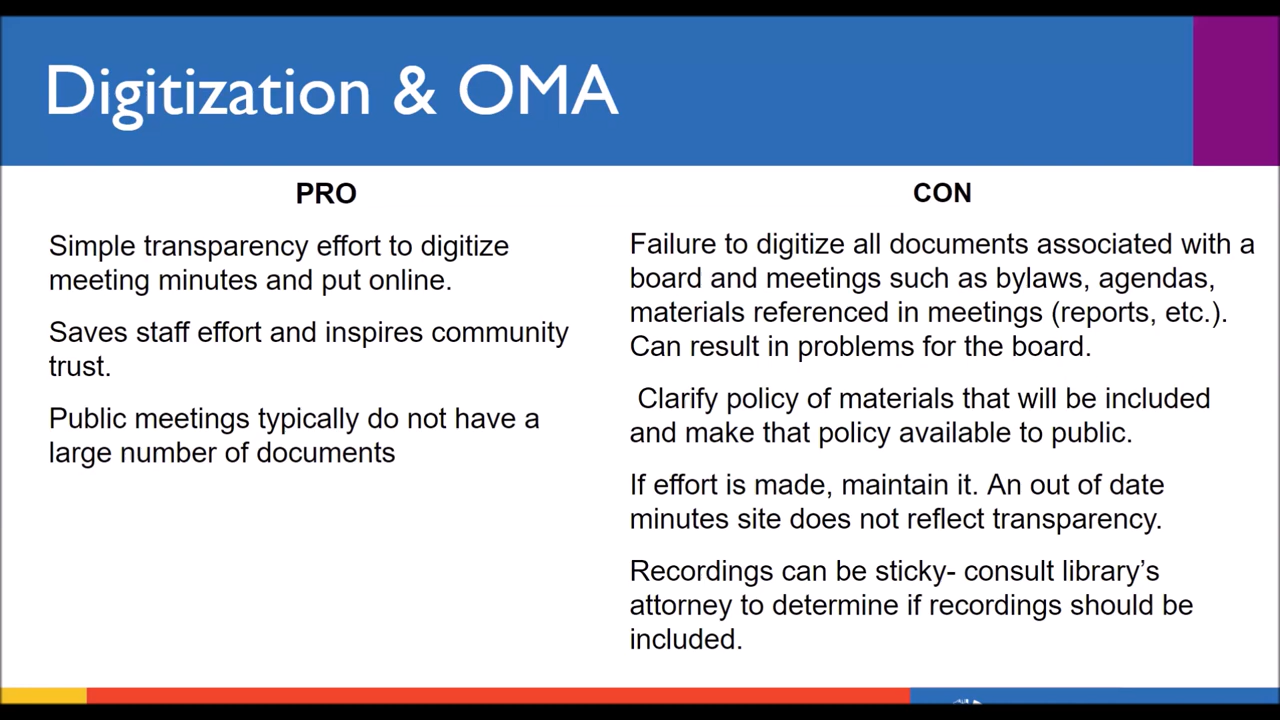 Digitization & OMA
PRO
Simple transparency effort to digitize
meeting minutes and put online.
Saves staff effort and inspires community
trust.
Public meetings typically do not have a
large number of documents
CON
Failure to digitize all documents associated with a
board and meetings such as bylaws, agendas,
materials referenced in meetings (reports, etc.).
Can result in problems for the board.
Clarify policy of materials that will be included
and make that policy available to public.
If effort is made, maintain it. An out of date
minutes site does not reflect transparency.
Recordings can be sticky- consult library’s
attorney to determine if recordings should be
included.